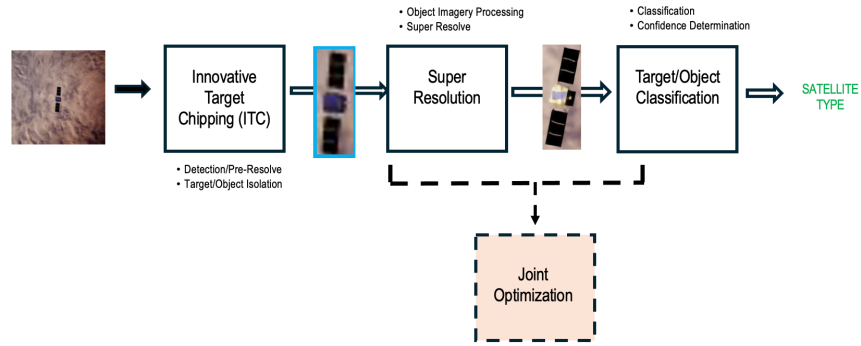 • Object Imagery Processing
• Super Resolve
• Classification
• Confidence Determination
Innovative
Target
Chipping (ITC)
Super
Resolution
Target/Object
Classification
SATELLITE
TYPE
• Detection/Pre-Resolve
• Target/Object Isolation
Joint
Optimization